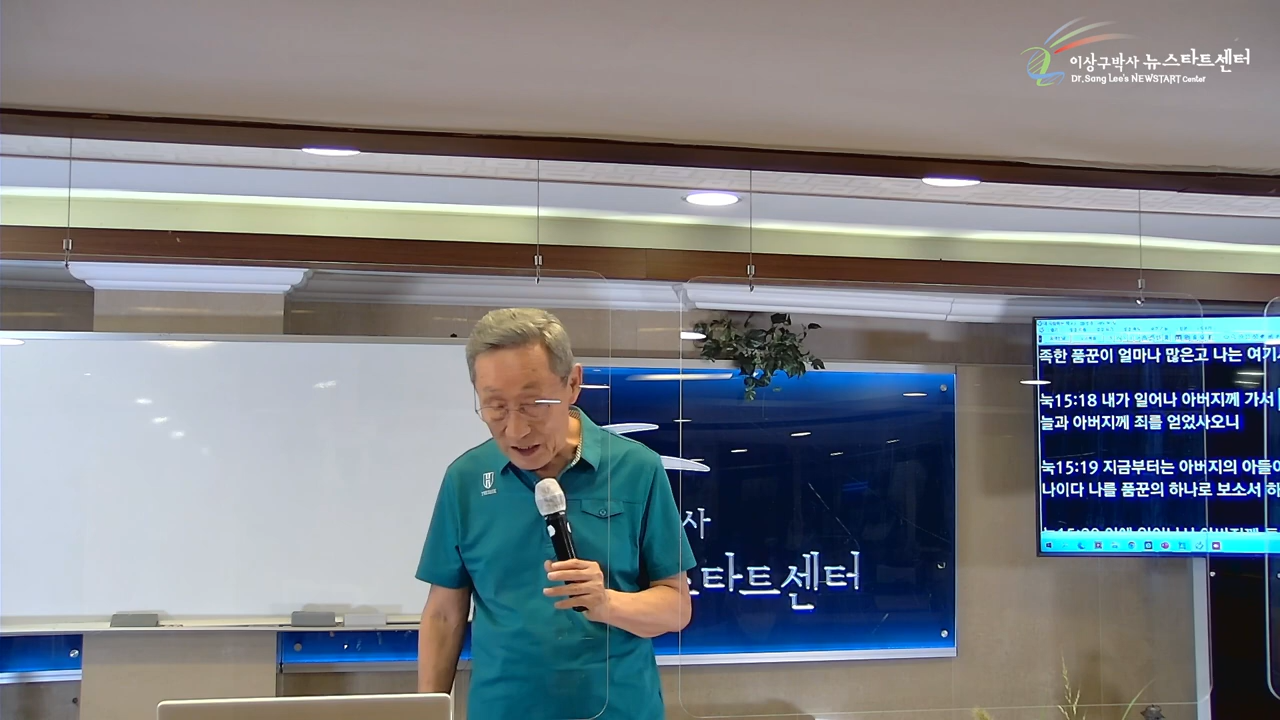 이상구박사 뉴스타트센터
Dr. Sang Lee's NEWSTART Center
족한 품꾼이 얼마나 많은고 나는 여기
눅15:18 내가 일어나 아버지께 가서
늘과 아버지께 죄를 얻었사오니
눅15:19 지금부터는 아버지의 아들이
나이다 나를 품꾼의 하나로 보소서 하
사
스타트센터